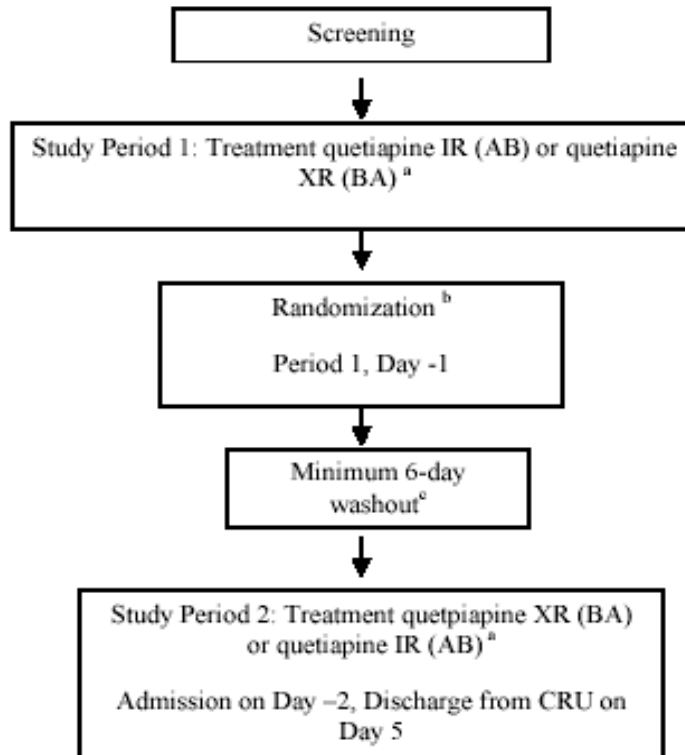 Screening
Study Period 1: Treatment quetiapine IR (AB) or quetiapine
XR (BA) a
Randomization b
Period 1, Day -1
Minimum 6-day
washoutc
Study Period 2: Treatment quetpiapine XR (BA)
or quetiapine IR (AB) a
Admission on Day –2, Discharge from CRU on
Day 5